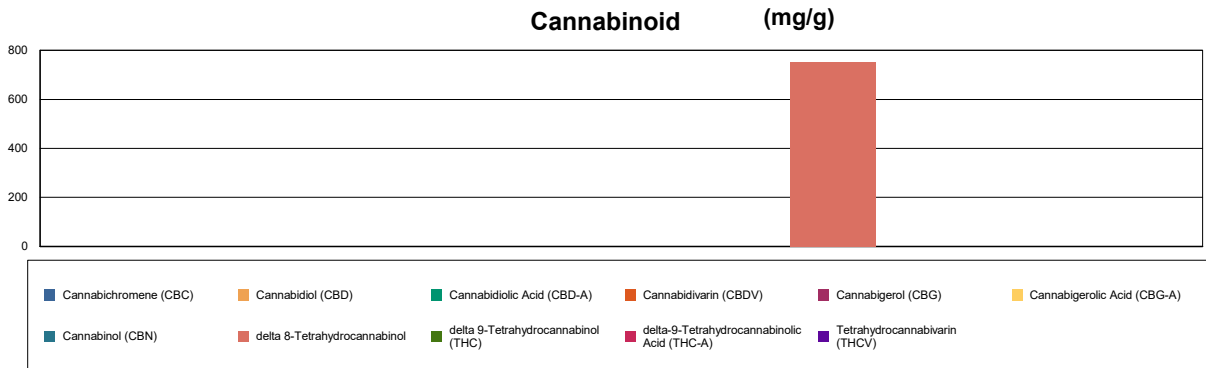 Cannabinoid (mg/g)
800
600
400
200
0
Cannabichromene (CBC)
Cannabidiol (CBD)
Cannabidiolic Acid (CBD-A)
Cannabidivarin (CBDV)
Cannabigerol (CBG)
Cannabigerolic Acid (CBG-A)
Cannabinol (CBN)
delta 8-Tetrahydrocannabinol
delta 9-Tetrahydrocannabinol
(THC)
delta-9-Tetrahydrocannabinolic
Acid (THC-A)
Tetrahydrocannabivarin
(THCV)